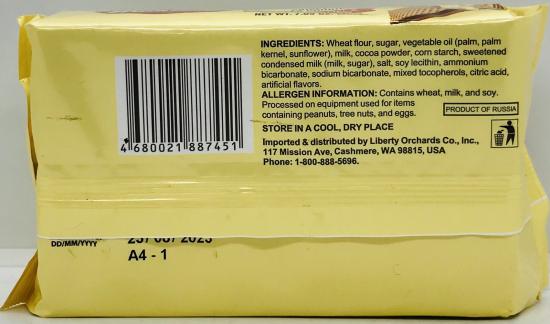 INGREDIENTS: Wheat flour, sugar, vegetable oil (palm, palm
kernel, sunflower), milk, cocoa powder, corn starch, sweetened
condensed milk (milk, sugar), salt, soy lecithin, ammonium
bicarbonate, sodium bicarbonate, mixed tocopherols, citric acid,
artificial flavors.
ALLERGEN INFORMATION: Contains wheat, milk, and soy.
Processed on equipment used for items
containing peanuts, tree nuts, and eggs.
PRODUCT OF RUSSIA
STORE IN A COOL, DRY PLACE
Imported & distributed by Liberty Orchards Co., Inc.,
117 Mission Ave, Cashmere, WA 98815, USA
Phone: 1-800-888-5696.
4 680021 887451
DD/MM/YYYY
A4 - 1